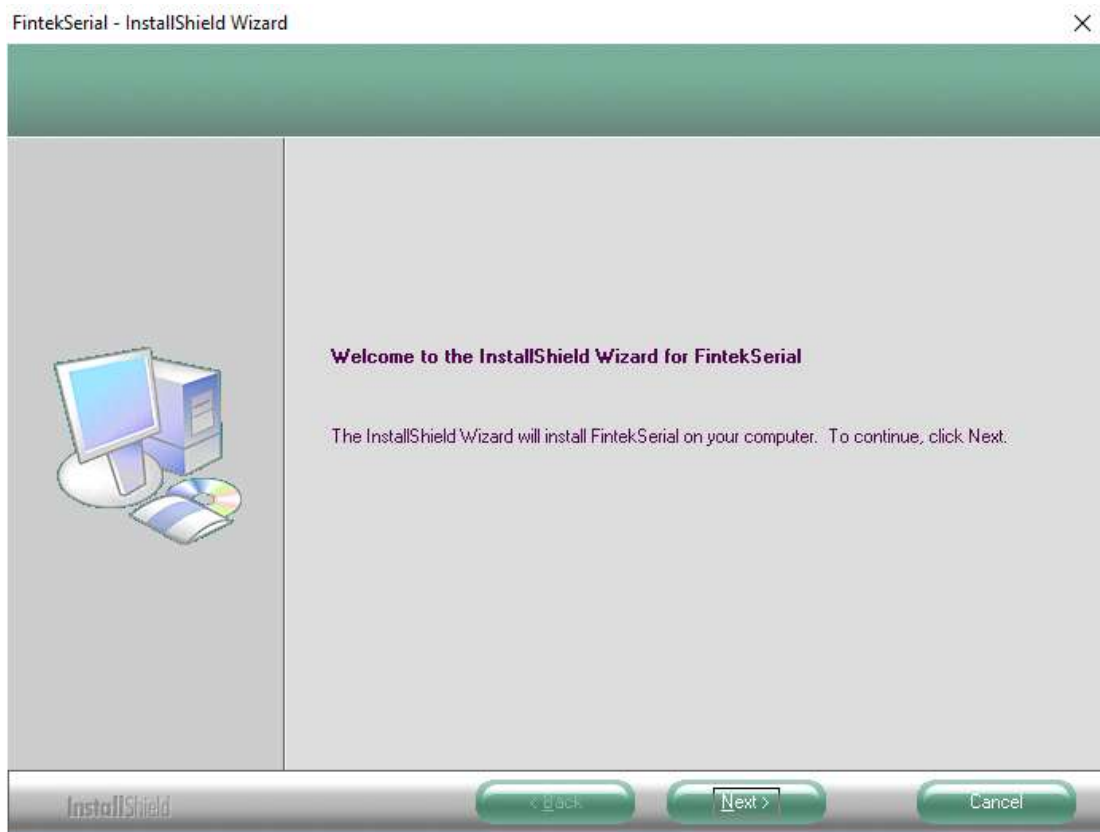 FintekSerial - InstallShield Wizard
Welcome to the InstallShield Wizard for FintekSerial
The InstallShield Wizard will install FintekSerial on your computer.  To continue, click Next.
InstallShield
< Back
Next >
Cancel